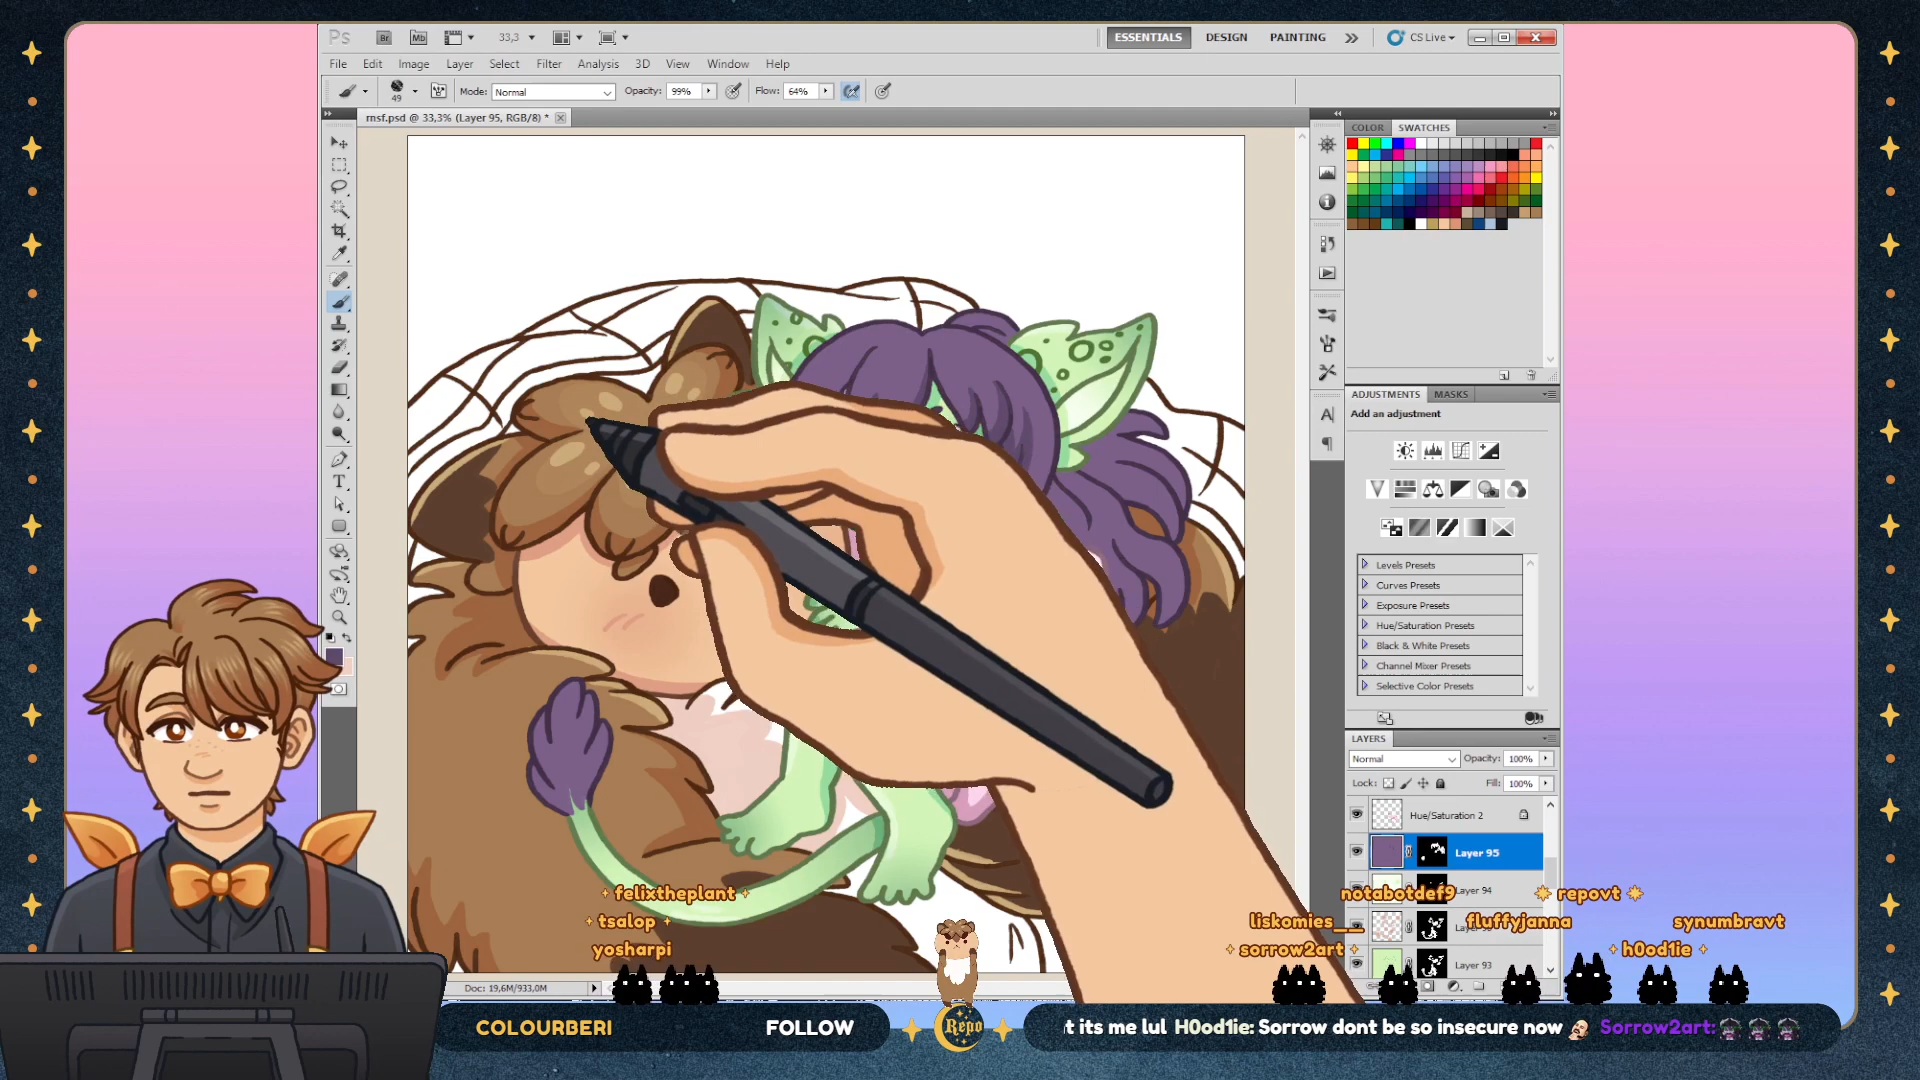 Ps Br Mb 33,3 ESSENTIALS DESIGN PAINTING CS Live
File Edit Image Layer Select Filter Analysis 3D View Window Help
49 Mode: Normal Opacity: 99% Flow: 64%
rnsf.psd @ 33,3% (Layer 95, RGB/8) *
COLOR SWATCHES
ADJUSTMENTS MASKS
Add an adjustment
Levels Presets
Curves Presets
Exposure Presets
Hue/Saturation Presets
Black & White Presets
Channel Mixer Presets
Selective Color Presets
LAYERS
Normal Opacity: 100%
Lock: Fill: 100%
Hue/Saturation 2
Layer 95
Layer 94
Layer 93
felixtheplant
tsalop
yosharpi
notabotdef9 repovt
liskomies__ fluffyjanna synumbravt
sorrow2art h0od1ie
Doc: 19,6M/933,0M
COLOURBERI FOLLOW
Repo
t its me lul H0od1ie: Sorrow dont be so insecure now Sorrow2art: